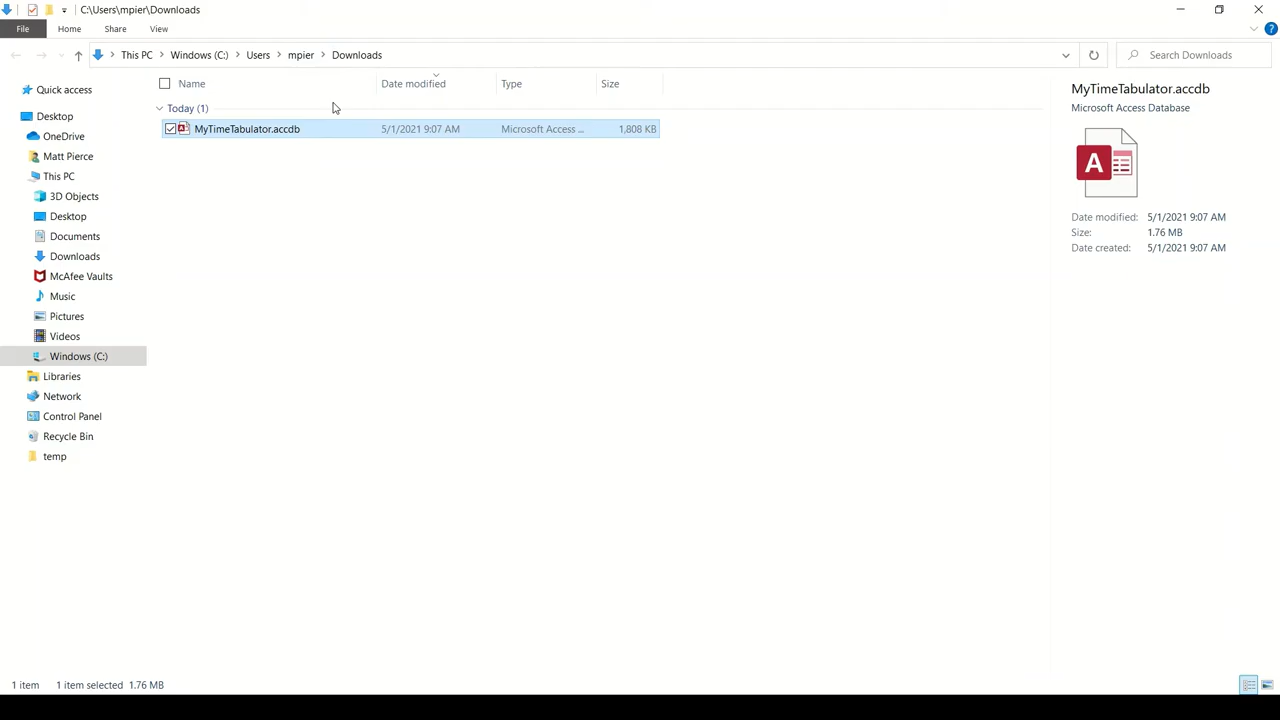 C:\Users\mpier\Downloads
File Home Share View
This PC Windows (C:) Users mpier Downloads
Search Downloads
Name Date modified Type Size
Today (1)
MyTimeTabulator.accdb 5/1/2021 9:07 AM Microsoft Access ... 1,808 KB
Quick access
Desktop
OneDrive
Matt Pierce
This PC
3D Objects
Desktop
Documents
Downloads
McAfee Vaults
Music
Pictures
Videos
Windows (C:)
Libraries
Network
Control Panel
Recycle Bin
temp
MyTimeTabulator.accdb
Microsoft Access Database
A
Date modified: 5/1/2021 9:07 AM
Size: 1.76 MB
Date created: 5/1/2021 9:07 AM
1 item 1 item selected 1.76 MB